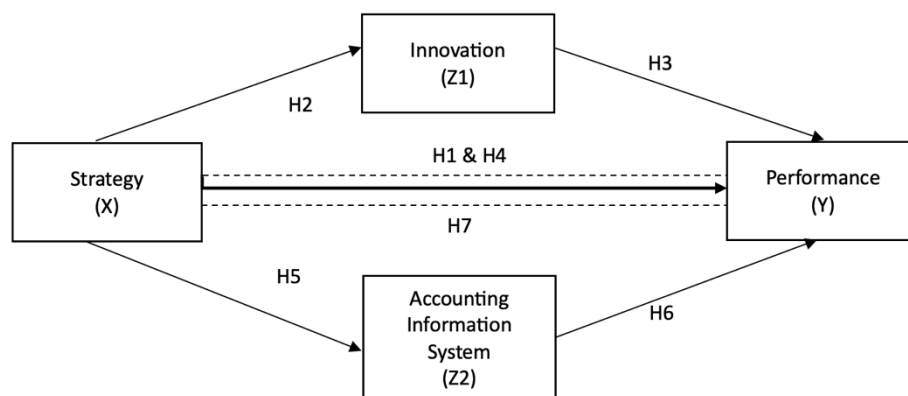 Innovation
(Z1)
H3
H2
H1 & H4
Strategy
(X)
Performance
(Y)
H7
H5
Accounting
Information
System
(Z2)
H6